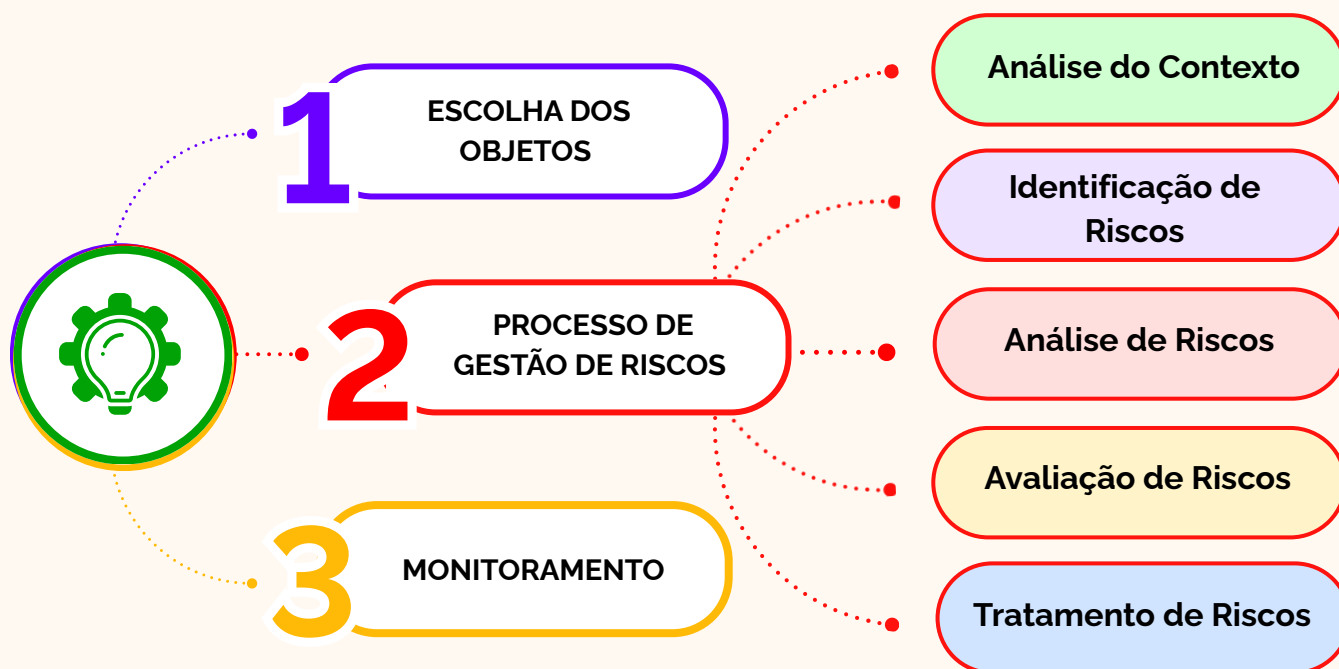 1
ESCOLHA DOS
OBJETOS
2
PROCESSO DE
GESTÃO DE RISCOS
3
MONITORAMENTO
Análise do Contexto
Identificação de
Riscos
Análise de Riscos
Avaliação de Riscos
Tratamento de Riscos